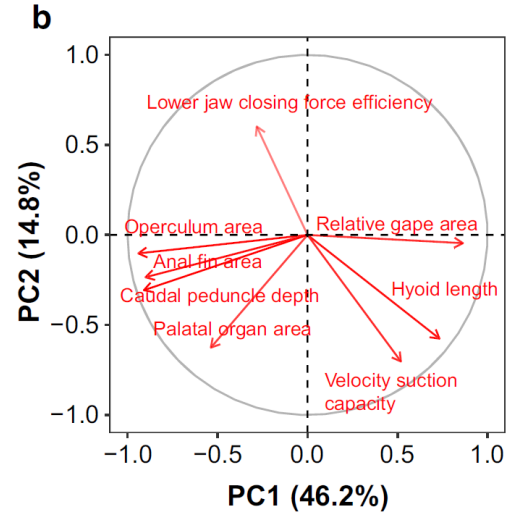 b
1.0
Lower jaw closing force efficiency
0.5
Operculum area
Relative gape area
0.0
Anal fin area
Caudal peduncle depth
Hyoid length
−0.5
Palatal organ area
Velocity suction
capacity
−1.0
PC2 (14.8%)
−1.0 −0.5 0.0 0.5 1.0
PC1 (46.2%)